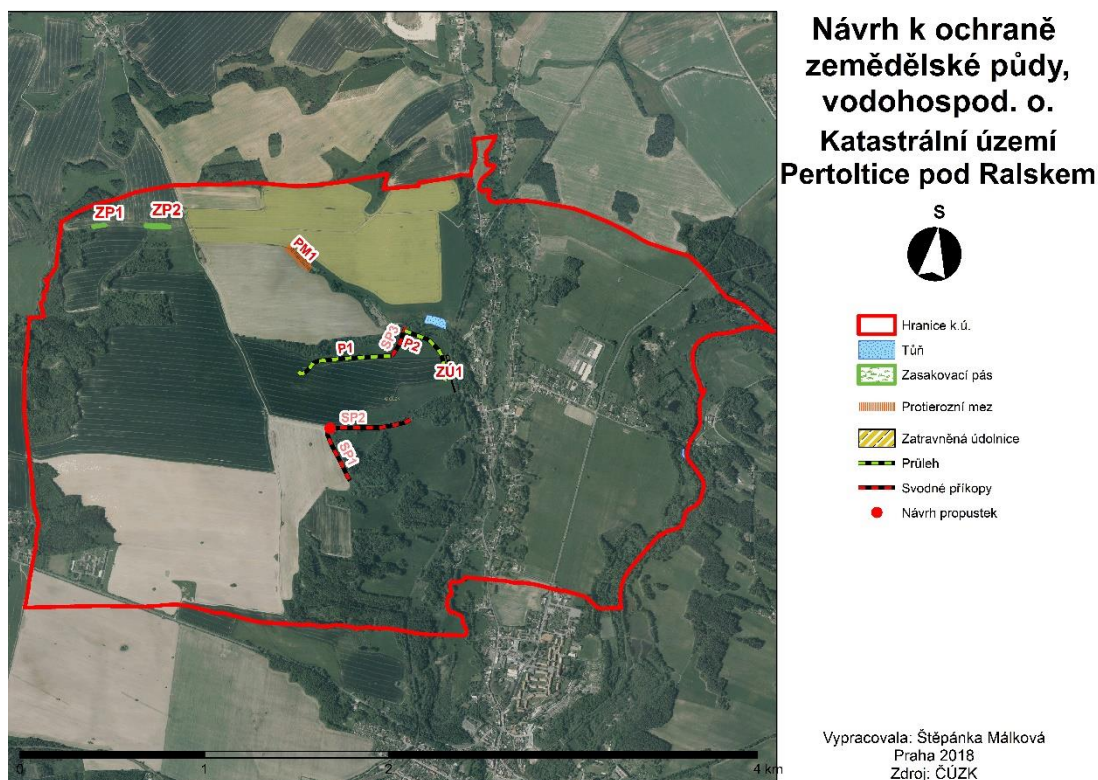 Návrh k ochraně
zemědělské půdy,
vodohospod. o.
Katastrální území
Pertoltice pod Ralskem
S
Hranice k.ú.
Tůň
Zasakovací pás
Protierozní mez
Zatravněná údolnice
Průleh
Svodné příkopy
Návrh propustek
ZP1
ZP2
PM1
SP3
P1
P2
ZÚ1
SP2
SP1
0 1 2 4 km
Vypracovala: Štěpánka Málková
Praha 2018
Zdroj: ČÚZK